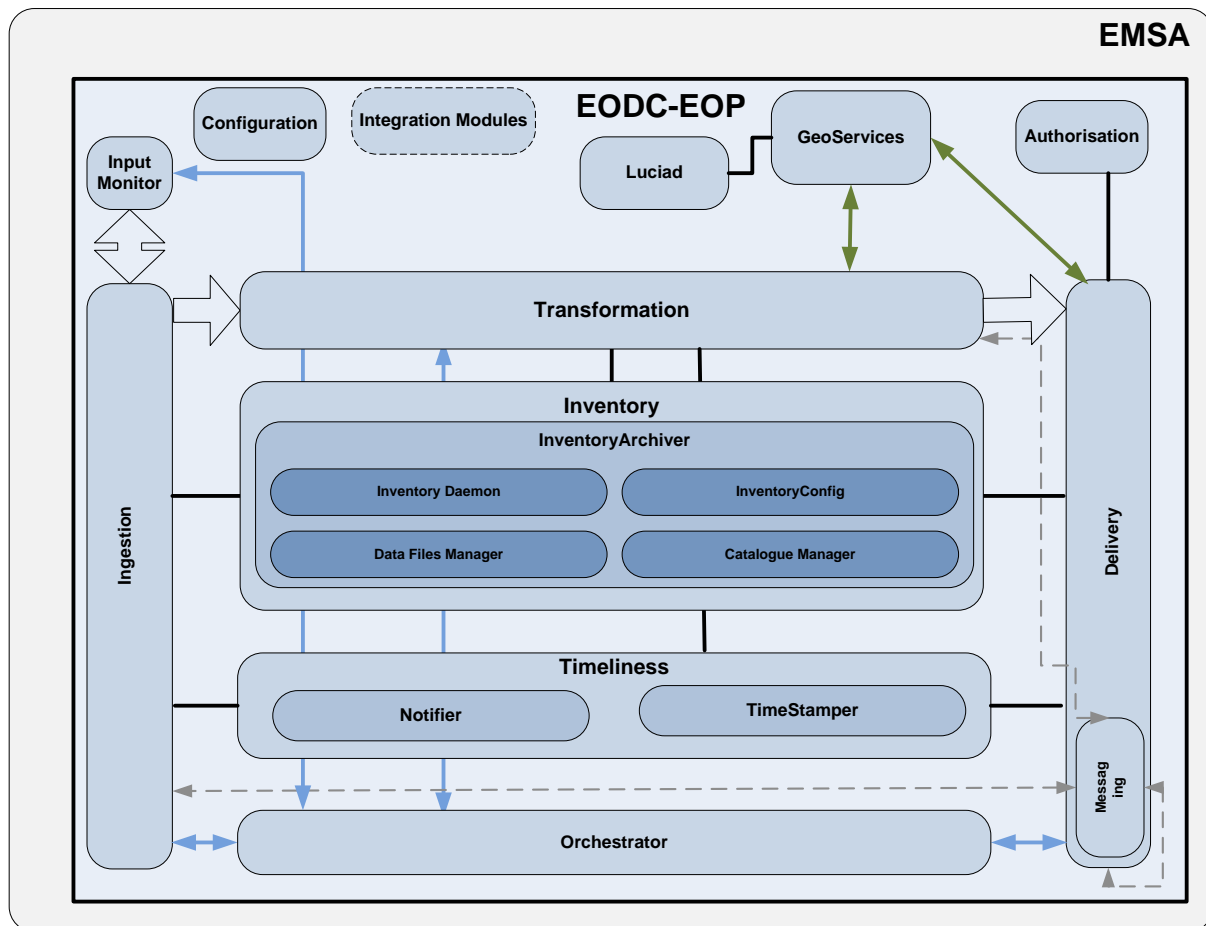 EMSA
EODC-EOP
Configuration
Integration Modules
GeoServices
Authorisation
Input
Monitor
Luciad
Transformation
Inventory
InventoryArchiver
Inventory Daemon
InventoryConfig
Data Files Manager
Catalogue Manager
Ingestion
Delivery
Timeliness
Notifier
TimeStamper
Messag
ing
Orchestrator